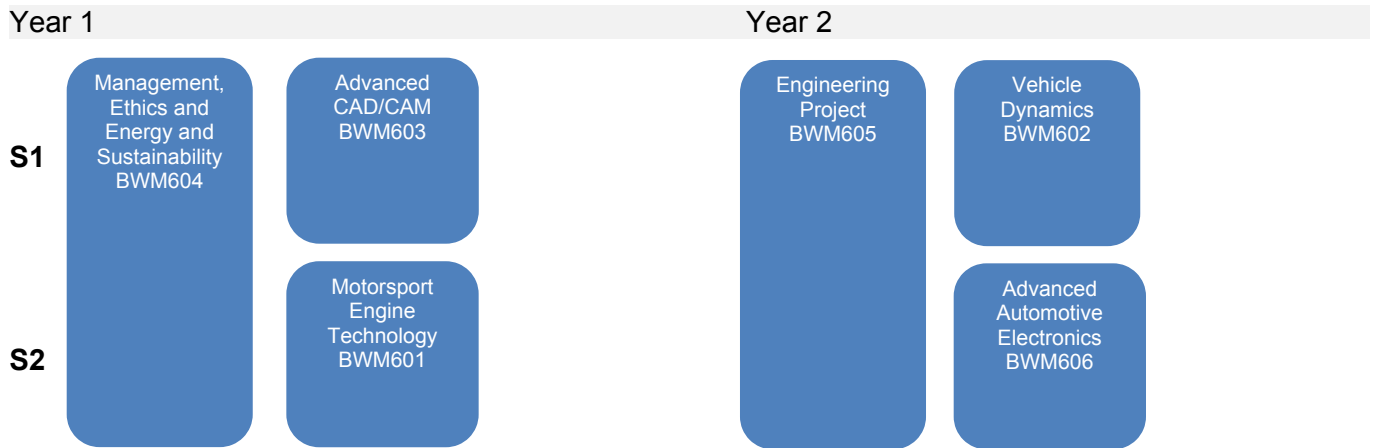 Year 1
Year 2
S1
Management,
Ethics and
Energy and
Sustainability
BWM604
Advanced
CAD/CAM
BWM603
Engineering
Project
BWM605
Vehicle
Dynamics
BWM602
S2
Motorsport
Engine
Technology
BWM601
Advanced
Automotive
Electronics
BWM606